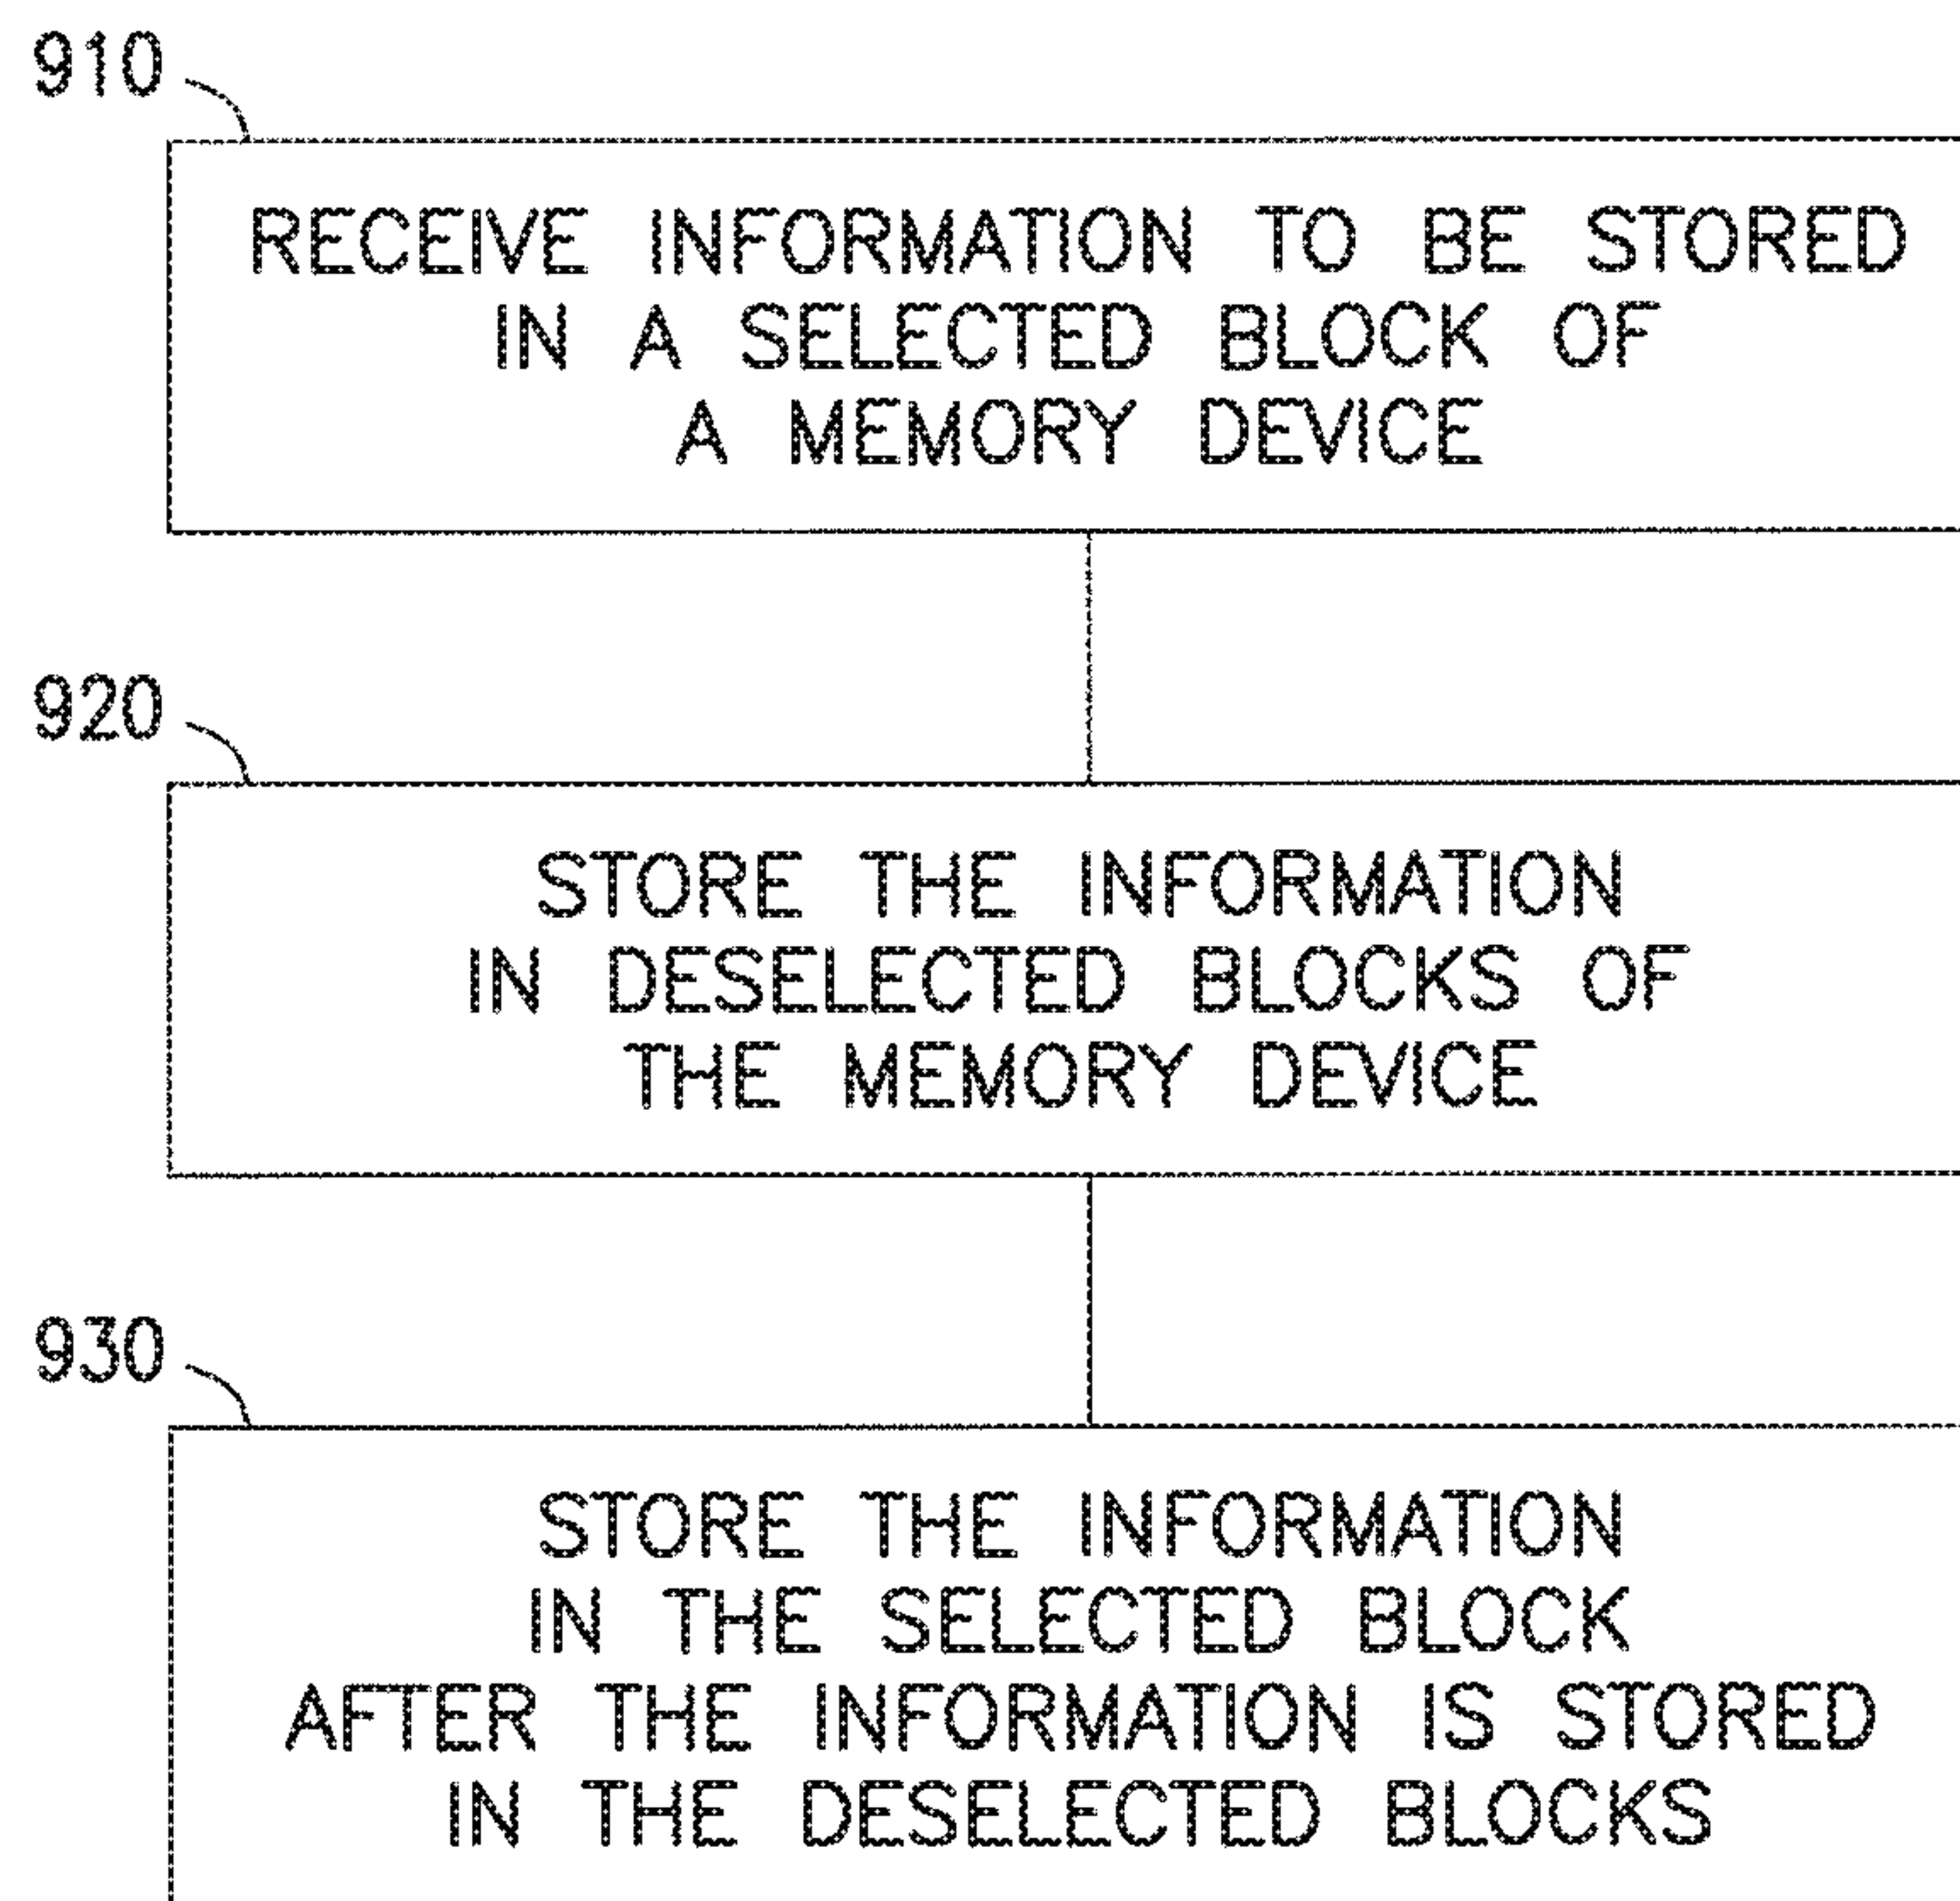 910
RECEIVE INFORMATION TO BE STORED
IN A SELECTED BLOCK OF
A MEMORY DEVICE
920
STORE THE INFORMATION
IN DESELECTED BLOCKS OF
THE MEMORY DEVICE
930
STORE THE INFORMATION
IN THE SELECTED BLOCK
AFTER THE INFORMATION IS STORED
IN THE DESELECTED BLOCKS